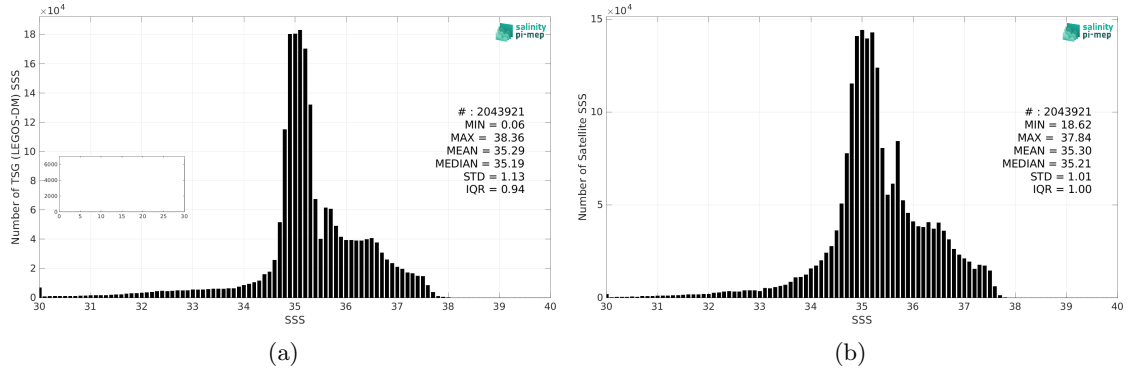 ×10⁴
18
16
14
12
10
8
6
4
2
0
Number of TSG (LEGOS-DM) SSS
salinity
pi-mep
# : 2043921
MIN = 0.06
MAX = 38.36
MEAN = 35.29
MEDIAN = 35.19
STD = 1.13
IQR = 0.94
6000
4000
2000
0
0 5 10 15 20 25 30
30 31 32 33 34 35 36 37 38 39 40
SSS
(a)
×10⁴
15
10
5
0
Number of Satellite SSS
salinity
pi-mep
# : 2043921
MIN = 18.62
MAX = 37.84
MEAN = 35.30
MEDIAN = 35.21
STD = 1.01
IQR = 1.00
30 31 32 33 34 35 36 37 38 39 40
SSS
(b)